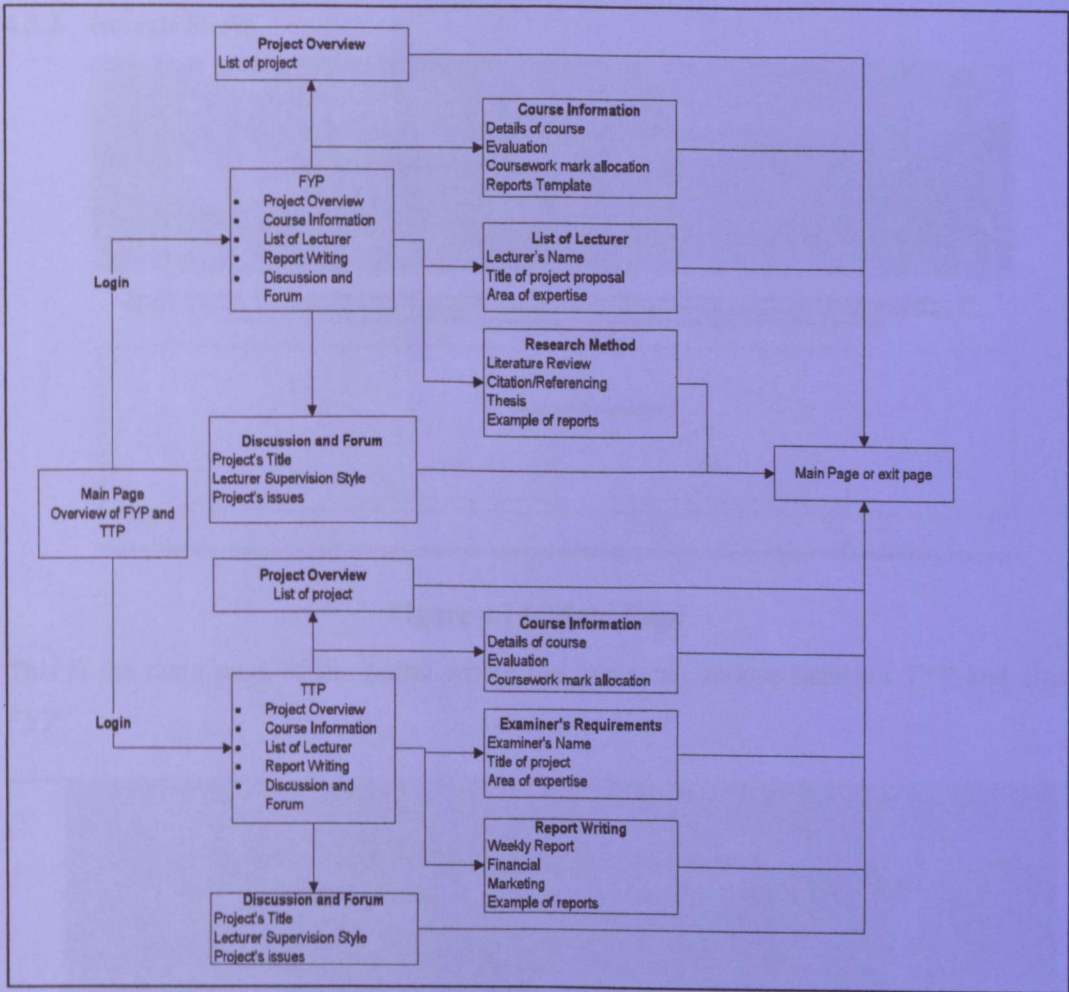 Project Overview
List of project
Course Information
Details of course
Evaluation
Coursework mark allocation
Reports Template
FYP
• Project Overview
• Course Information
• List of Lecturer
• Report Writing
• Discussion and
Forum
Login
List of Lecturer
Lecturer's Name
Title of project proposal
Area of expertise
Research Method
Literature Review
Citation/Referencing
Thesis
Example of reports
Discussion and Forum
Project's Title
Lecturer Supervision Style
Project's issues
Main Page or exit page
Main Page
Overview of FYP and
TTP
Project Overview
List of project
Course Information
Details of course
Evaluation
Coursework mark allocation
TTP
• Project Overview
• Course Information
• List of Lecturer
• Report Writing
• Discussion and
Forum
Login
Examiner's Requirements
Examiner's Name
Title of project
Area of expertise
Report Writing
Weekly Report
Financial
Marketing
Example of reports
Discussion and Forum
Project's Title
Lecturer Supervision Style
Project's issues